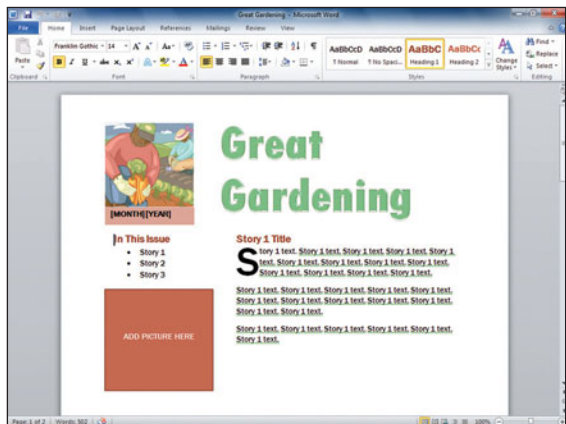 Great Gardening - Microsoft Word
File Home Insert Page Layout References Mailings Review View
Paste
Franklin Gothic 14
AaBbCcD AaBbCcD AaBbC AaBbCc
¶ Normal ¶ No Spaci... Heading 1 Heading 2
Change Styles
Find
Replace
Select
Clipboard Font Paragraph Styles Editing
Great
Gardening
[MONTH][YEAR]
In This Issue
• Story 1
• Story 2
• Story 3
ADD PICTURE HERE
Story 1 Title
Story 1 text. Story 1 text. Story 1 text. Story 1 text. Story 1
text. Story 1 text. Story 1 text. Story 1 text. Story 1 text.
Story 1 text. Story 1 text. Story 1 text. Story 1 text.
Story 1 text. Story 1 text. Story 1 text. Story 1 text. Story 1 text.
Story 1 text. Story 1 text. Story 1 text. Story 1 text. Story 1 text.
Story 1 text. Story 1 text.
Story 1 text. Story 1 text. Story 1 text. Story 1 text. Story 1 text.
Story 1 text.
Page: 1 of 2 Words: 502 100%